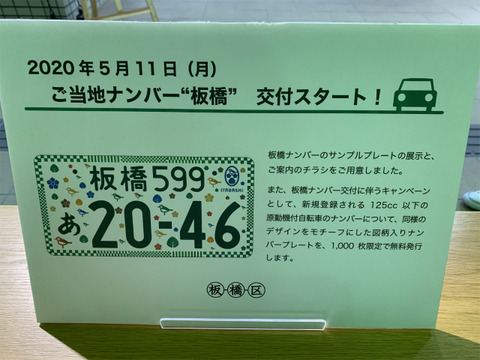 2020年5月11日（月）
ご当地ナンバー“板橋”　交付スタート！
板橋599
ITABASHI
あ20-46
板橋ナンバーのサンプルプレートの展示と、
ご案内のチラシをご用意しました。
また、板橋ナンバー交付に伴うキャンペーン
として、新規登録される 125cc 以下の
原動機付自転車のナンバーについて、同様の
デザインをモチーフにした図柄入りナン
バープレートを、1,000 枚限定で無料発行
します。
板橋区